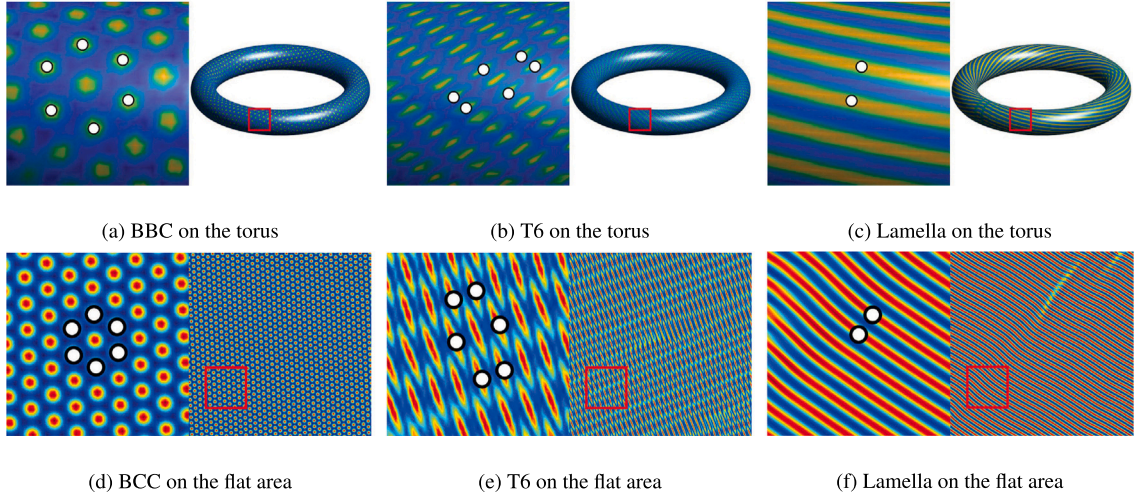 (a) BBC on the torus
(b) T6 on the torus
(c) Lamella on the torus
(d) BCC on the flat area
(e) T6 on the flat area
(f) Lamella on the flat area